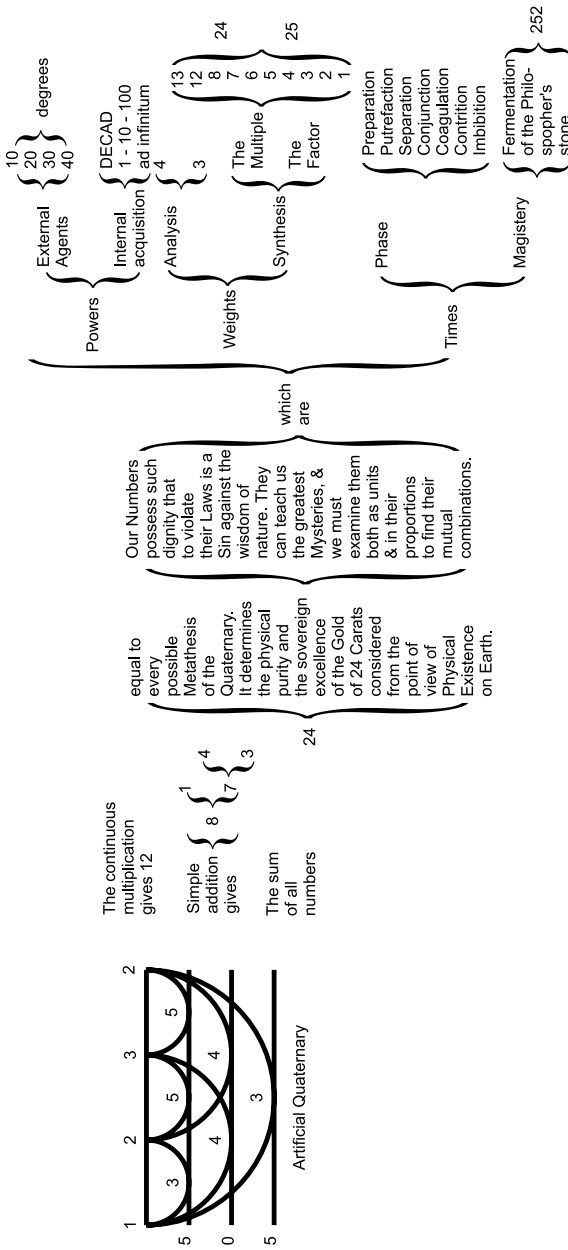 1 2 3 2
5 3 5 5
0 4 4
5 3
Artificial Quaternary
The continuous
multiplication
gives 12
Simple
addition
gives
8
1
7
4
3
The sum
of all
numbers
24
equal to
every
possible
Metathesis
of the
Quaternary.
It determines
the physical
purity and
the sovereign
excellence
of the Gold
of 24 Carats
considered
from the
point of
view of
Physical
Existence
on Earth.
Our Numbers
possess such
dignity that
to violate
their Laws is a
Sin against the
wisdom of
nature. They
can teach us
the greatest
Mysteries, &
we must
examine them
both as units
& in their
proportions
to find their
mutual
combinations.
which
are
Powers
External
Agents
10
20
30
40
degrees
Internal
acquisition
DECAD
1 - 10 - 100
ad infinitum
Weights
Analysis
4
3
Synthesis
The
Multiple
The
Factor
13
12
8
7
6
5
4
3
2
1
24
25
Times
Phase
Preparation
Putrefaction
Separation
Conjunction
Coagulation
Contrition
Imbibition
Magistery
Fermentation
of the Philo-
spopher's
stone
252